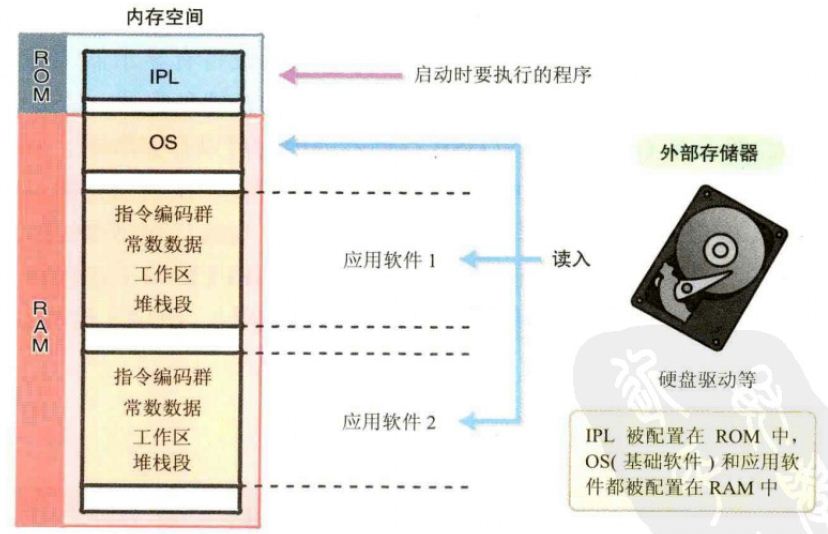 内存空间
ROM
IPL
启动时要执行的程序
RAM
OS
外部存储器
指令编码群
常数数据
工作区
堆栈段
应用软件 1
读入
指令编码群
常数数据
工作区
堆栈段
应用软件 2
硬盘驱动等
IPL 被配置在 ROM 中，
OS( 基础软件 ) 和应用软
件都被配置在 RAM 中